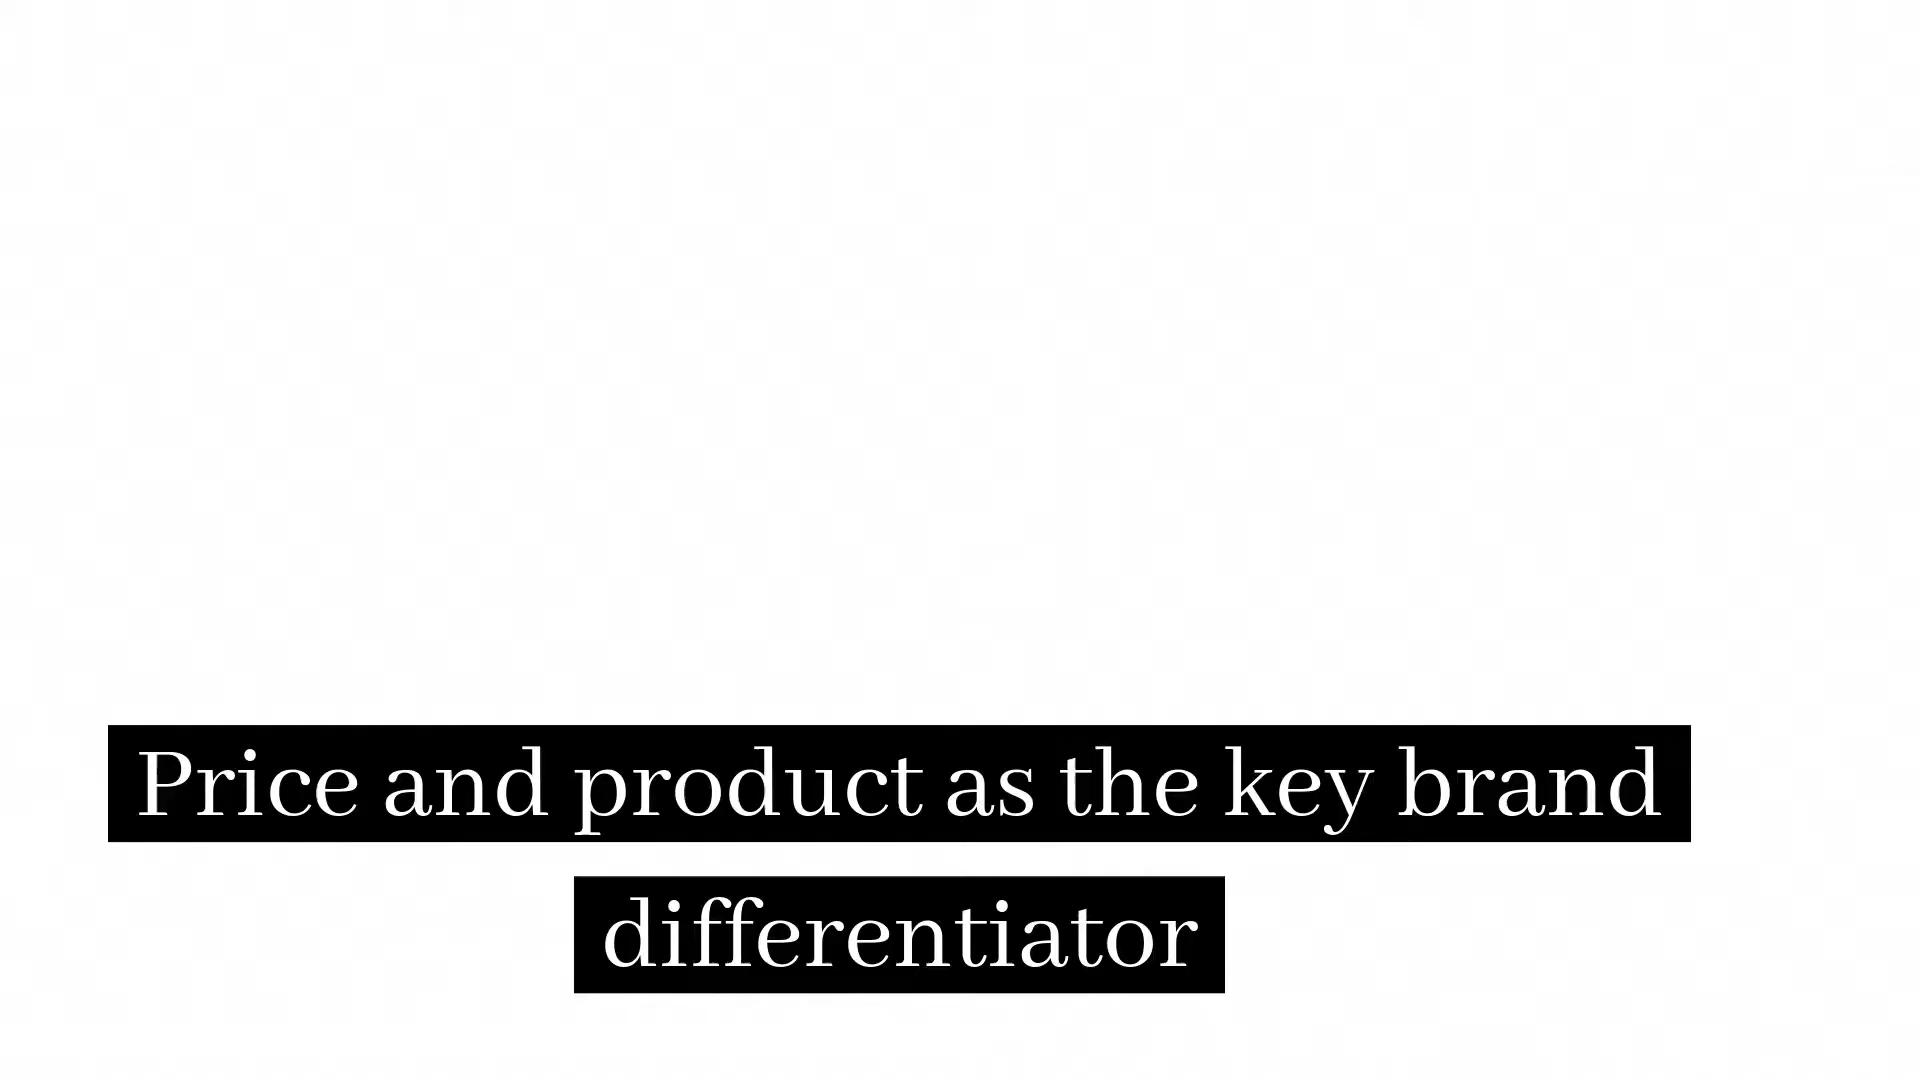 Price and product as the key brand
differentiator